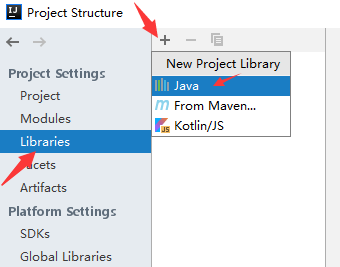 Project Structure
Project Settings
Project
Modules
Libraries
Facets
Artifacts
Platform Settings
SDKs
Global Libraries
New Project Library
Java
From Maven...
Kotlin/JS